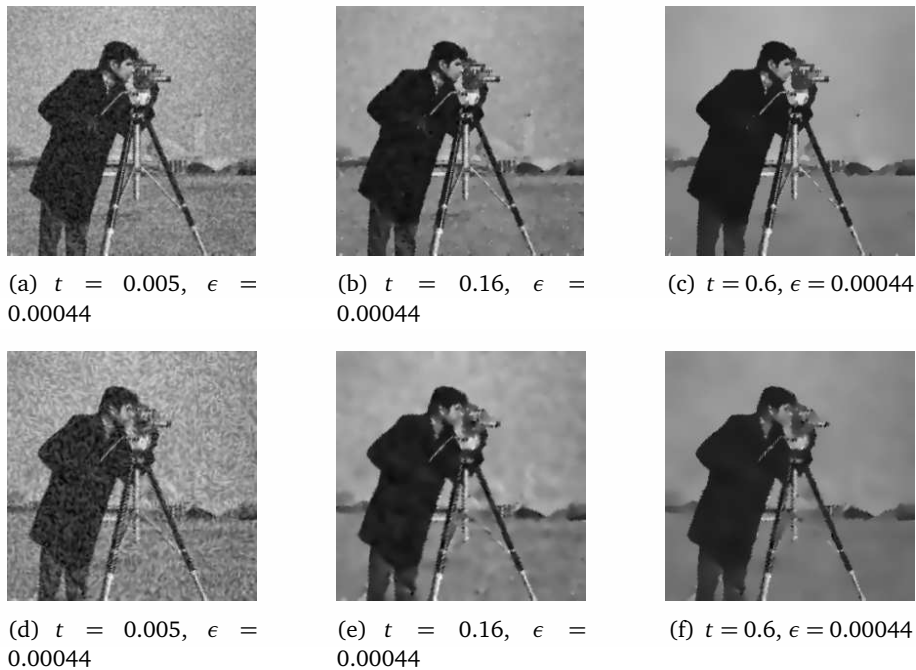 (a) t = 0.005, ϵ =
0.00044
(b) t = 0.16, ϵ =
0.00044
(c) t = 0.6, ϵ = 0.00044
(d) t = 0.005, ϵ =
0.00044
(e) t = 0.16, ϵ =
0.00044
(f) t = 0.6, ϵ = 0.00044